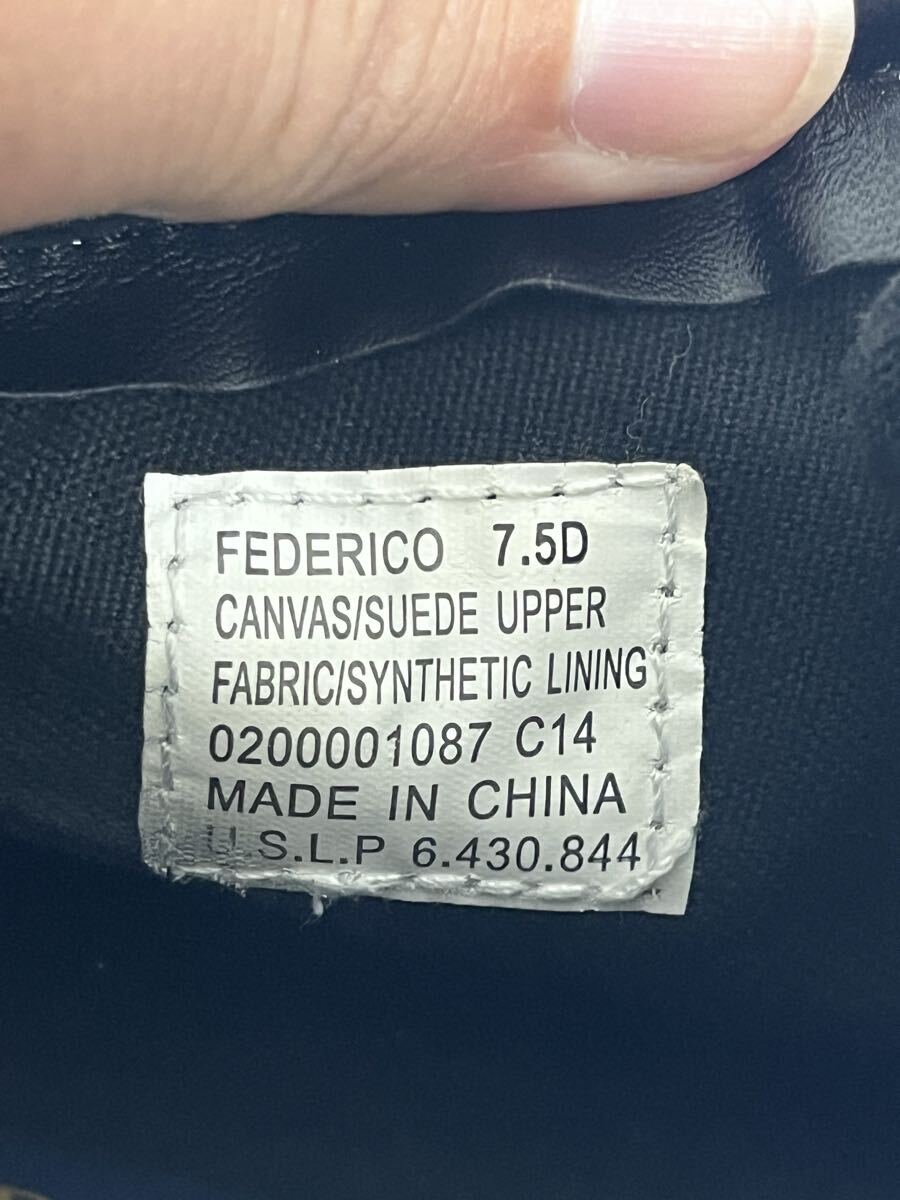 FEDERICO 7.5D
CANVAS/SUEDE UPPER
FABRIC/SYNTHETIC LINING
0200001087 C14
MADE IN CHINA
U.S.L.P 6.430.844